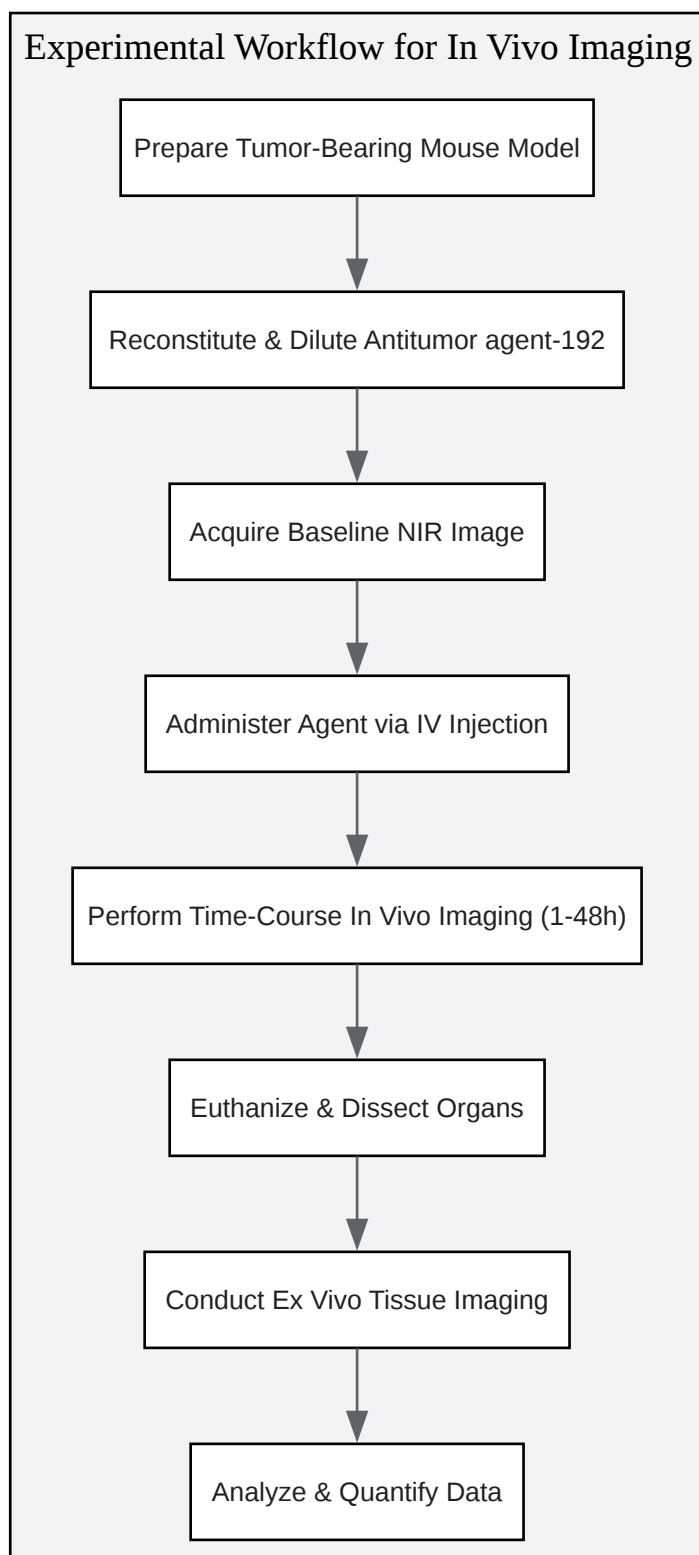 Experimental Workflow for In Vivo Imaging
Prepare Tumor-Bearing Mouse Model
Reconstitute & Dilute Antitumor agent-192
Acquire Baseline NIR Image
Administer Agent via IV Injection
Perform Time-Course In Vivo Imaging (1-48h)
Euthanize & Dissect Organs
Conduct Ex Vivo Tissue Imaging
Analyze & Quantify Data